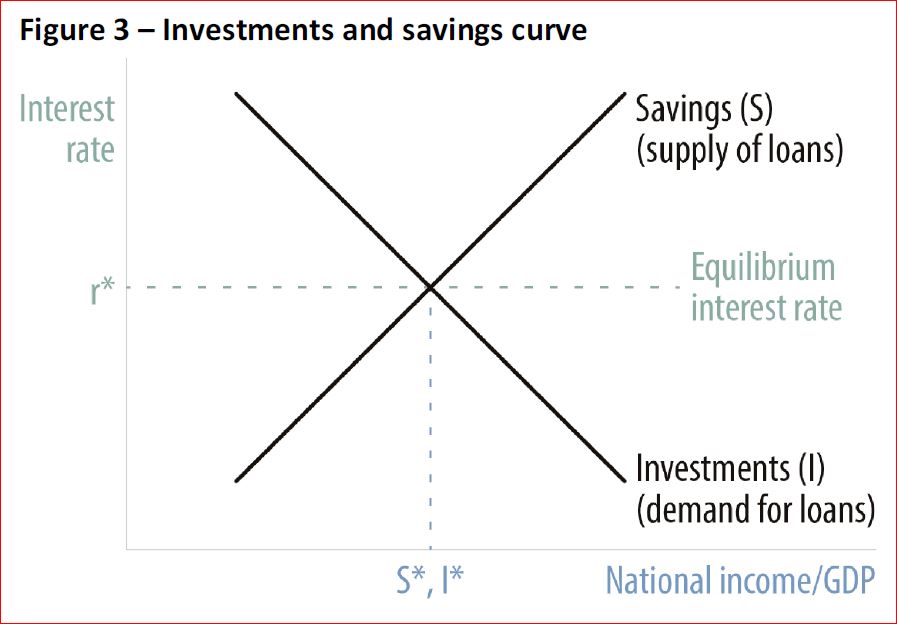 Figure 3 – Investments and savings curve
Interest
rate
Savings (S)
(supply of loans)
r*
Equilibrium
interest rate
Investments (I)
(demand for loans)
S*, I*
National income/GDP